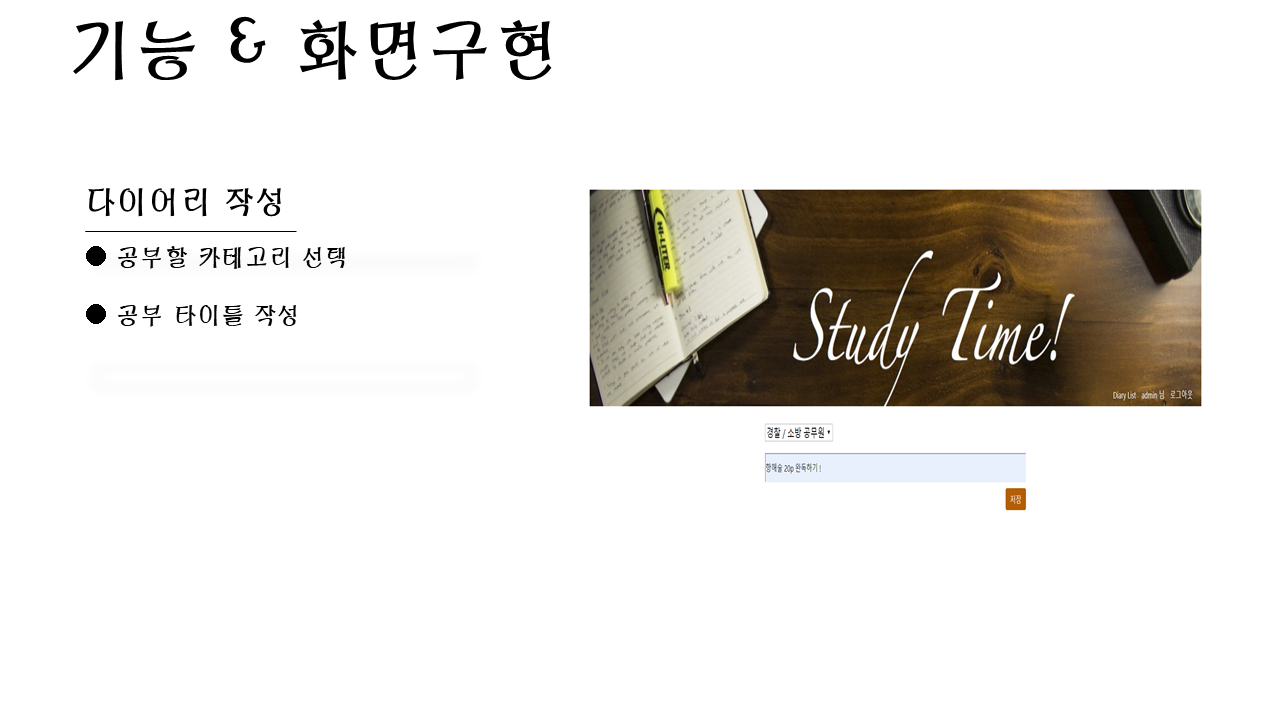 기능 & 화면구현
다이어리 작성
● 공부할 카테고리 선택
● 공부 타이틀 작성
HI-LITER
Study Time!
Diary List admin 님 로그아웃
경찰 / 소방 공무원 ▾
항해술 20p 완독하기 !
저장